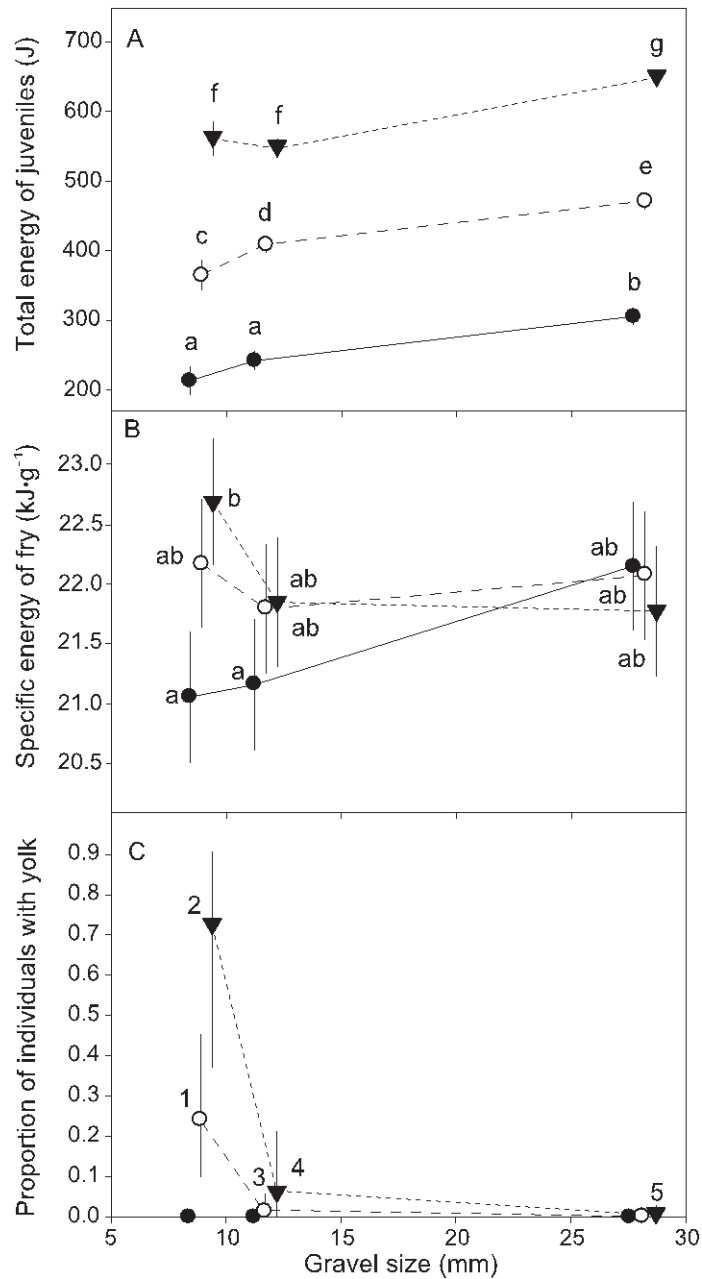 A
Total energy of juveniles (J)
700
600
500
400
300
200
f
f
g
c
d
e
a
a
b
B
Specific energy of fry (kJ·g⁻¹)
23.0
22.5
22.0
21.5
21.0
20.5
b
ab
ab
ab
ab
ab
ab
a
a
C
Proportion of individuals with yolk
0.9
0.8
0.7
0.6
0.5
0.4
0.3
0.2
0.1
0.0
2
1
3
4
5
5
10
15
20
25
30
Gravel size (mm)